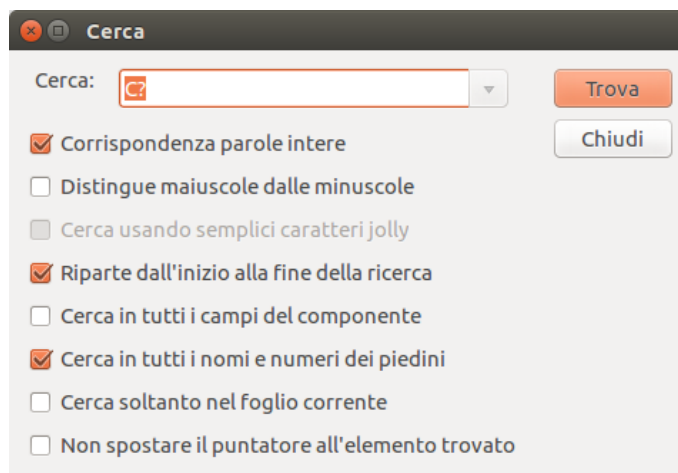 Cerca
Cerca: C? Trova
Chiudi
Corrispondenza parole intere
Distingue maiuscole dalle minuscole
Cerca usando semplici caratteri jolly
Riparte dall'inizio alla fine della ricerca
Cerca in tutti i campi del componente
Cerca in tutti i nomi e numeri dei piedini
Cerca soltanto nel foglio corrente
Non spostare il puntatore all'elemento trovato